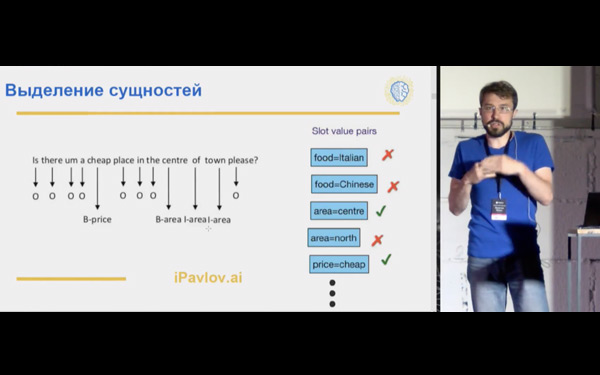 Выделение сущностей
Is there um a cheap place in the centre of town please?
O O O O O O O O
B-price B-area I-area I-area
Slot value pairs
food=Italian
food=Chinese
area=centre
area=north
price=cheap
iPavlov.ai